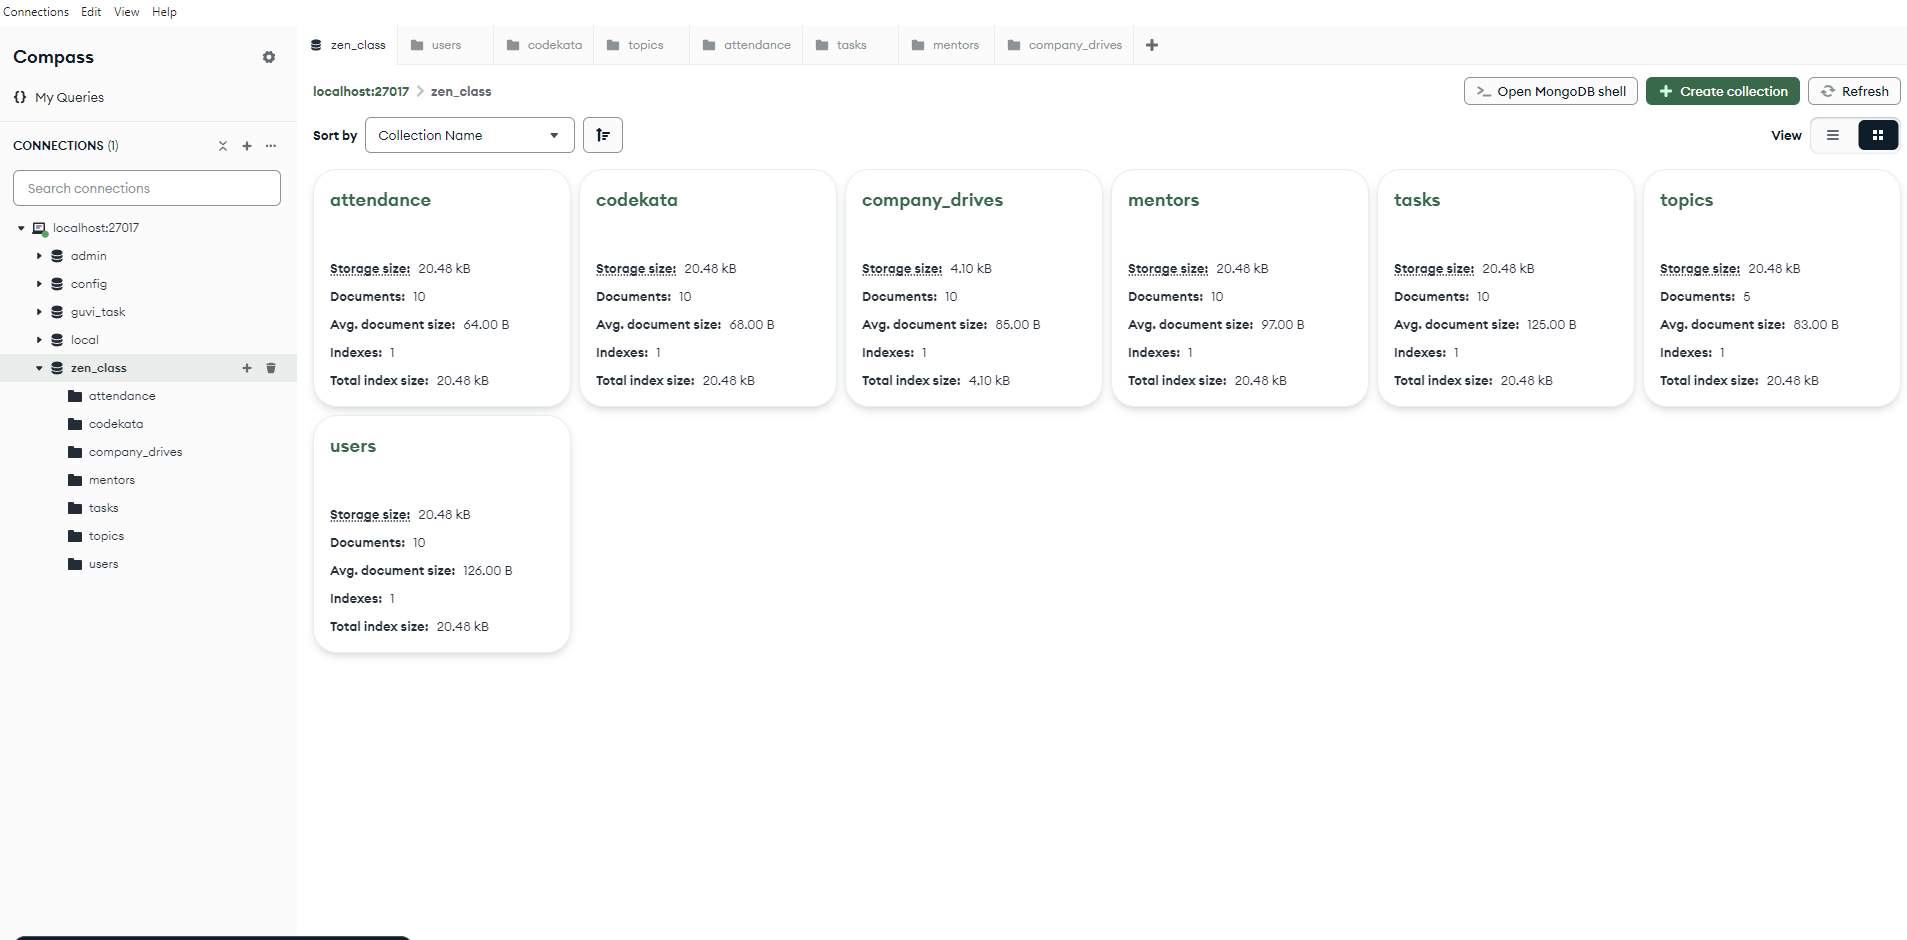 Connections Edit View Help
Compass
My Queries
CONNECTIONS (1)
Search connections
localhost:27017
admin
config
guvi_task
local
zen_class
attendance
codekata
company_drives
mentors
tasks
topics
users
zen_class users codekata topics attendance tasks mentors company_drives
localhost:27017 zen_class
Open MongoDB shell Create collection Refresh
Sort by Collection Name
View
attendance
Storage size: 20.48 kB
Documents: 10
Avg. document size: 64.00 B
Indexes: 1
Total index size: 20.48 kB
codekata
Storage size: 20.48 kB
Documents: 10
Avg. document size: 68.00 B
Indexes: 1
Total index size: 20.48 kB
company_drives
Storage size: 4.10 kB
Documents: 10
Avg. document size: 85.00 B
Indexes: 1
Total index size: 4.10 kB
mentors
Storage size: 20.48 kB
Documents: 10
Avg. document size: 97.00 B
Indexes: 1
Total index size: 20.48 kB
tasks
Storage size: 20.48 kB
Documents: 10
Avg. document size: 125.00 B
Indexes: 1
Total index size: 20.48 kB
topics
Storage size: 20.48 kB
Documents: 5
Avg. document size: 83.00 B
Indexes: 1
Total index size: 20.48 kB
users
Storage size: 20.48 kB
Documents: 10
Avg. document size: 126.00 B
Indexes: 1
Total index size: 20.48 kB